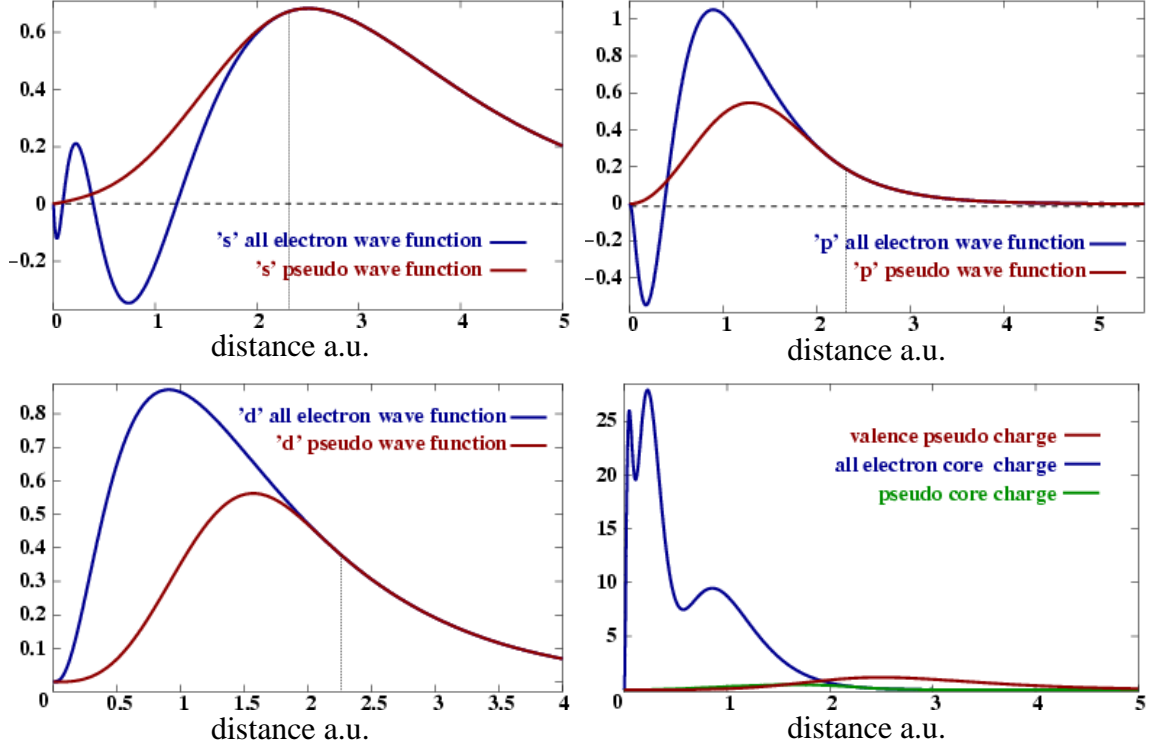 0.6
0.4
0.2
0
−0.2
's' all electron wave function
's' pseudo wave function
0 1 2 3 4 5
distance a.u.
1
0.8
0.6
0.4
0.2
0
−0.2
−0.4
'p' all electron wave function
'p' pseudo wave function
0 1 2 3 4 5
distance a.u.
0.8
0.7
0.6
0.5
0.4
0.3
0.2
0.1
'd' all electron wave function
'd' pseudo wave function
0 0.5 1 1.5 2 2.5 3 3.5 4
distance a.u.
25
20
15
10
5
valence pseudo charge
all electron core charge
pseudo core charge
0 1 2 3 4 5
distance a.u.